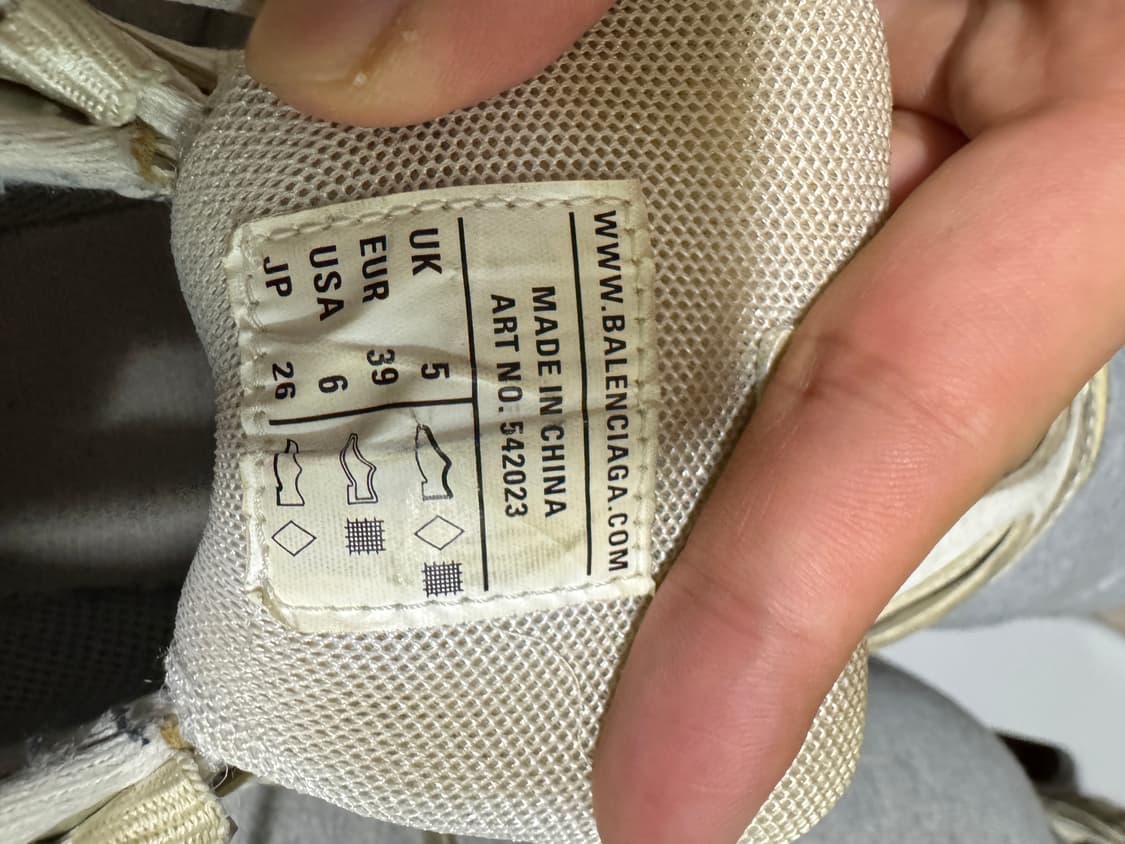 WWW.BALENCIAGA.COM
MADE IN CHINA
ART NO. 542023
UK 5
EUR 39
USA 6
JP 26